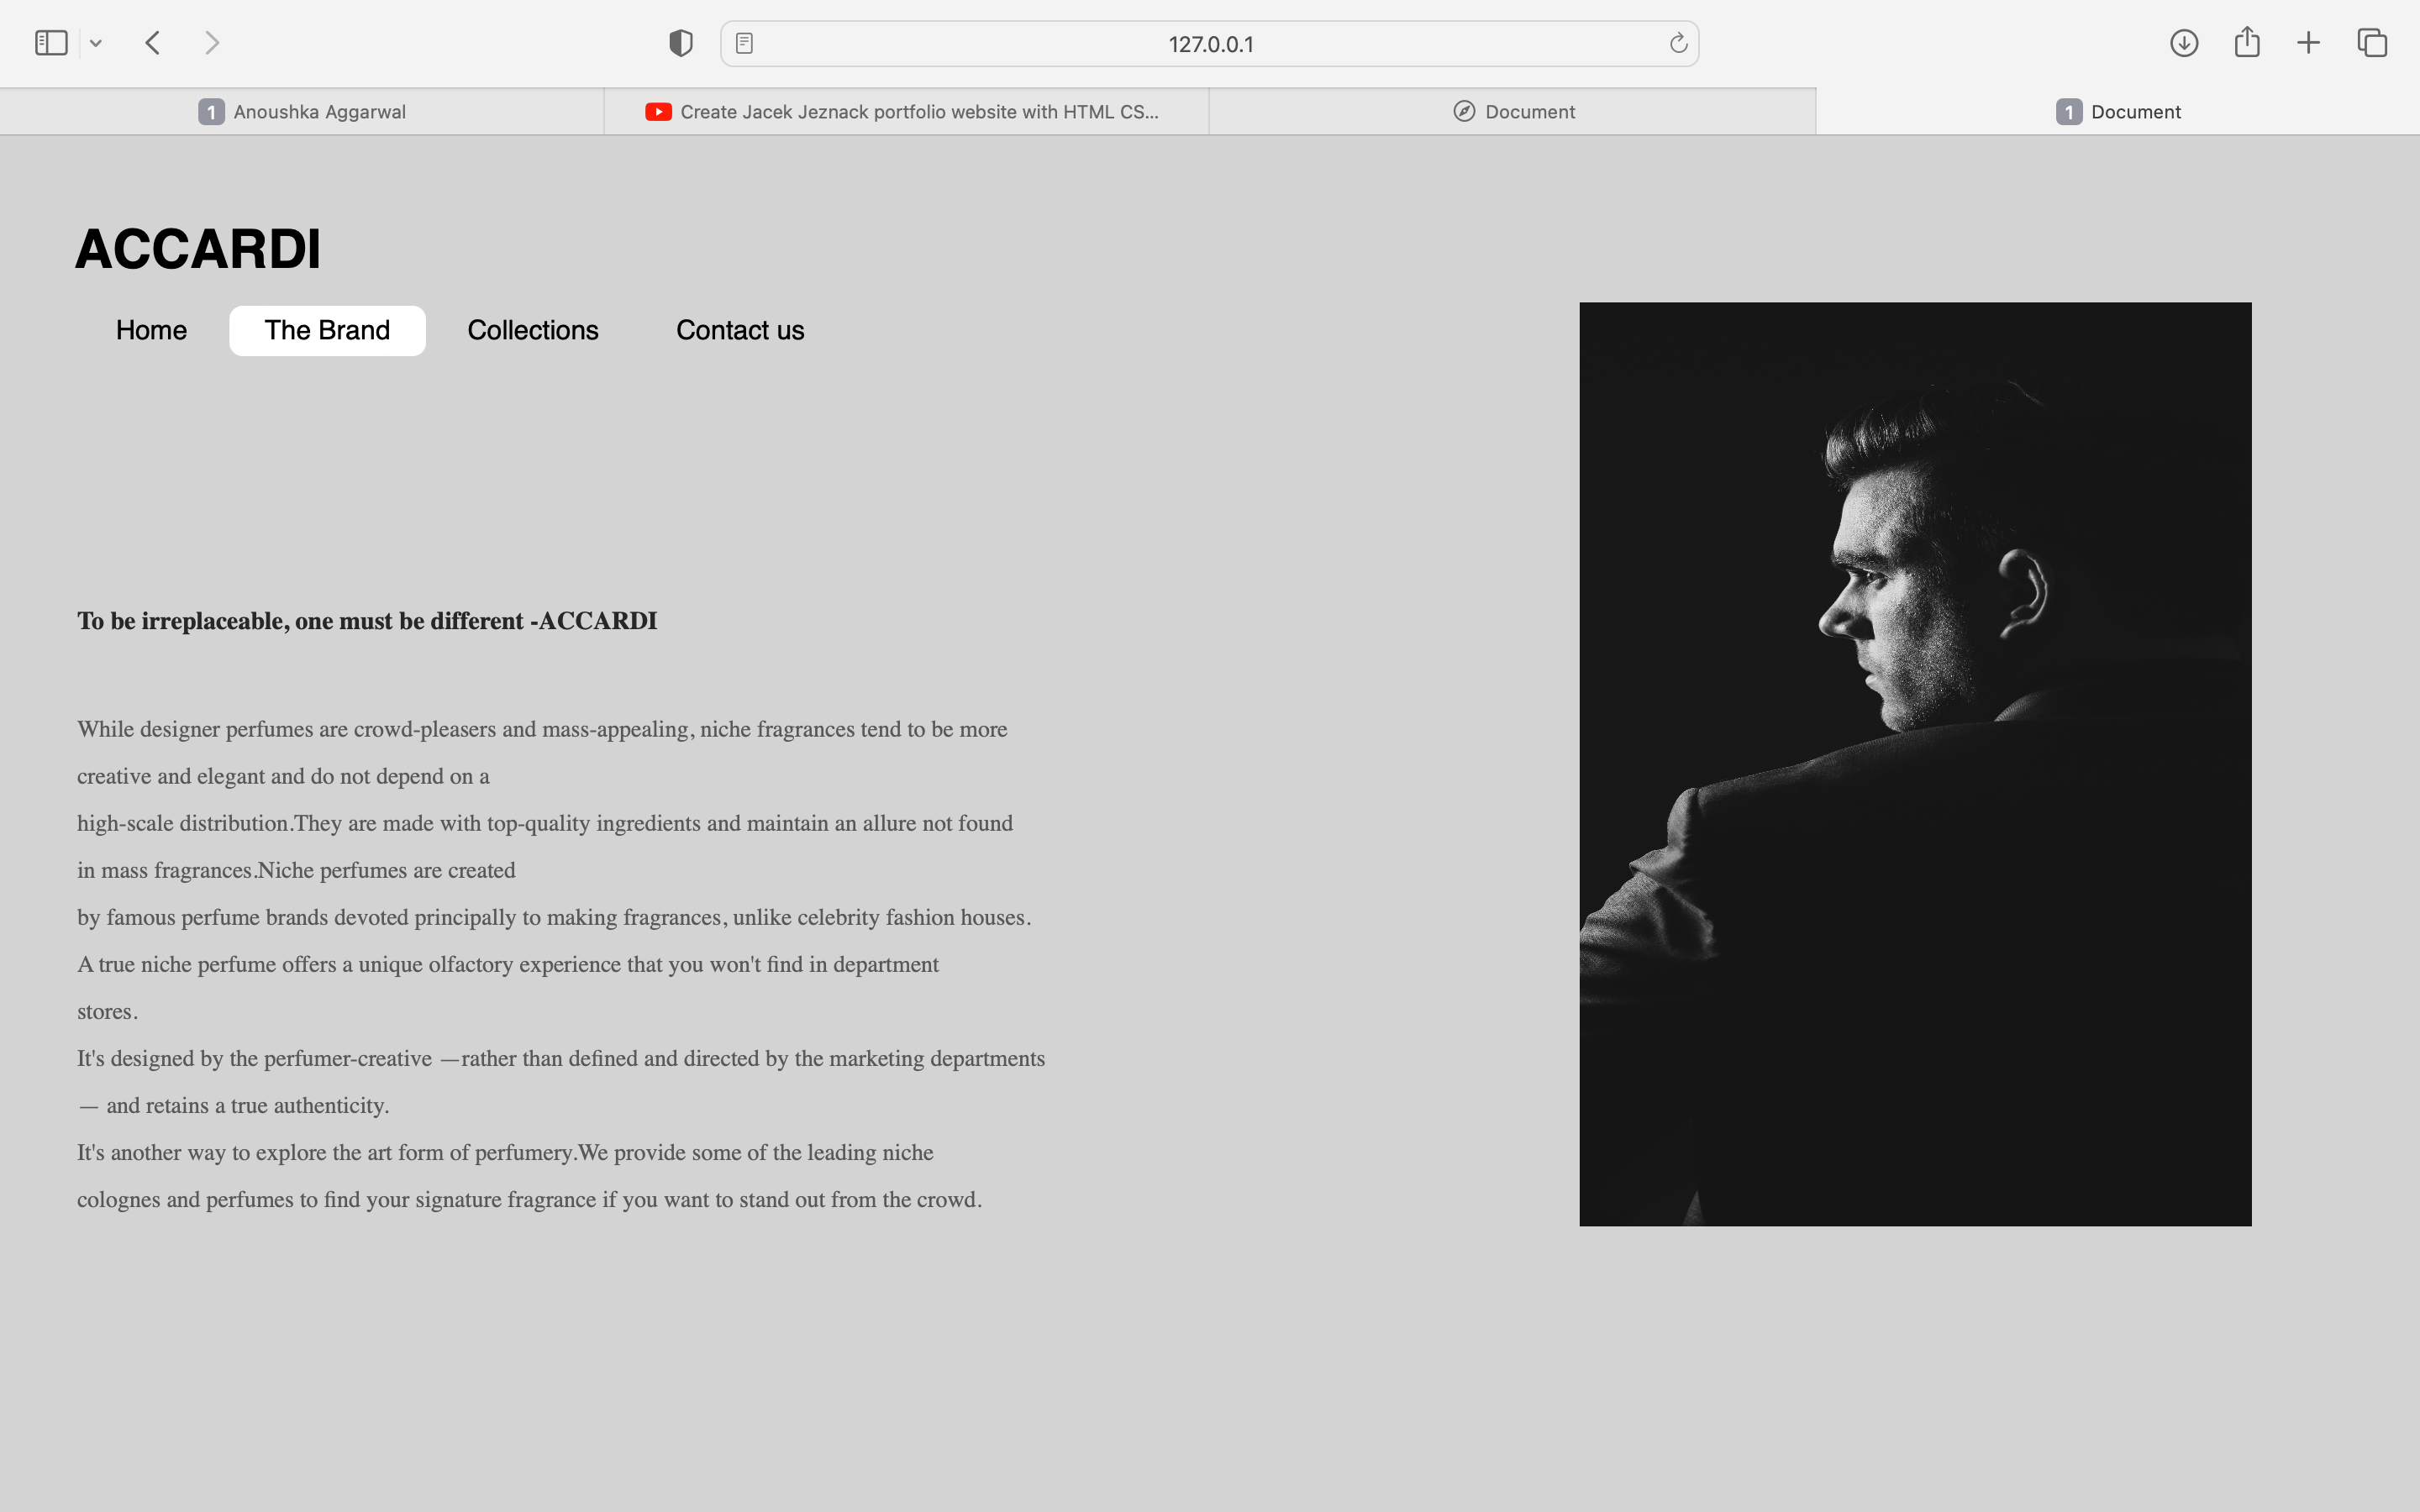 127.0.0.1
1 Anoushka Aggarwal
Create Jacek Jeznack portfolio website with HTML CS...
Document
1 Document
ACCARDI
Home The Brand Collections Contact us
To be irreplaceable, one must be different -ACCARDI
While designer perfumes are crowd-pleasers and mass-appealing, niche fragrances tend to be more
creative and elegant and do not depend on a
high-scale distribution.They are made with top-quality ingredients and maintain an allure not found
in mass fragrances.Niche perfumes are created
by famous perfume brands devoted principally to making fragrances, unlike celebrity fashion houses.
A true niche perfume offers a unique olfactory experience that you won't find in department
stores.
It's designed by the perfumer-creative —rather than defined and directed by the marketing departments
— and retains a true authenticity.
It's another way to explore the art form of perfumery.We provide some of the leading niche
colognes and perfumes to find your signature fragrance if you want to stand out from the crowd.